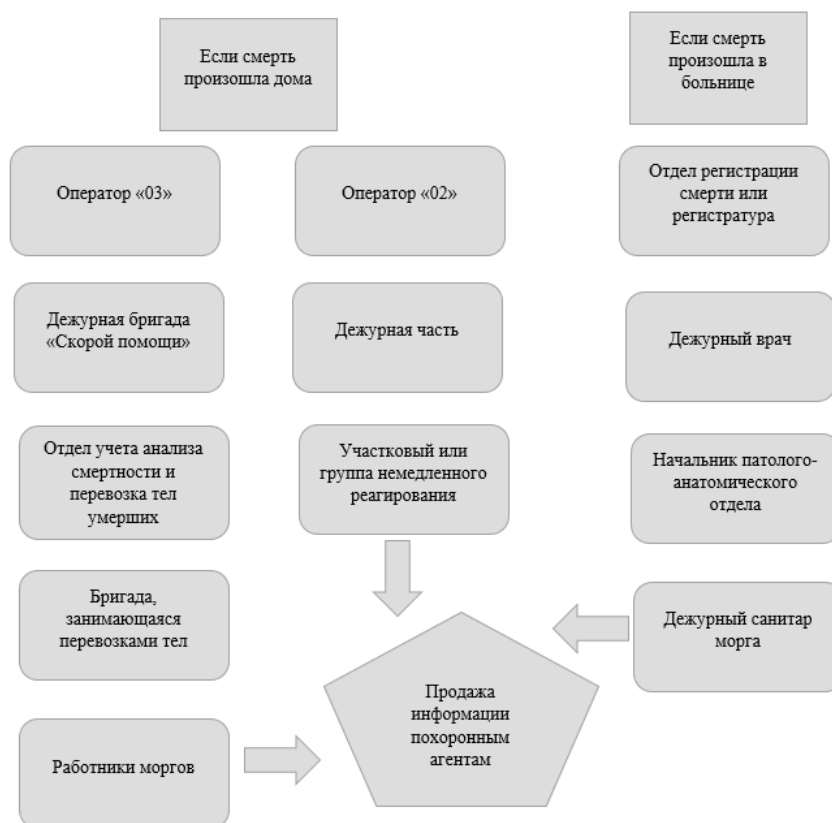 Если смерть
произошла дома
Если смерть
произошла в
больнице
Оператор «03»
Оператор «02»
Отдел регистрации
смерти или
регистратура
Дежурная бригада
«Скорой помощи»
Дежурная часть
Дежурный врач
Отдел учета анализа
смертности и
перевозка тел
умерших
Участковый или
группа немедленного
реагирования
Начальник патолого-
анатомического
отдела
Бригада,
занимающаяся
перевозками тел
Дежурный санитар
морга
Продажа
информации
похоронным
агентам
Работники моргов